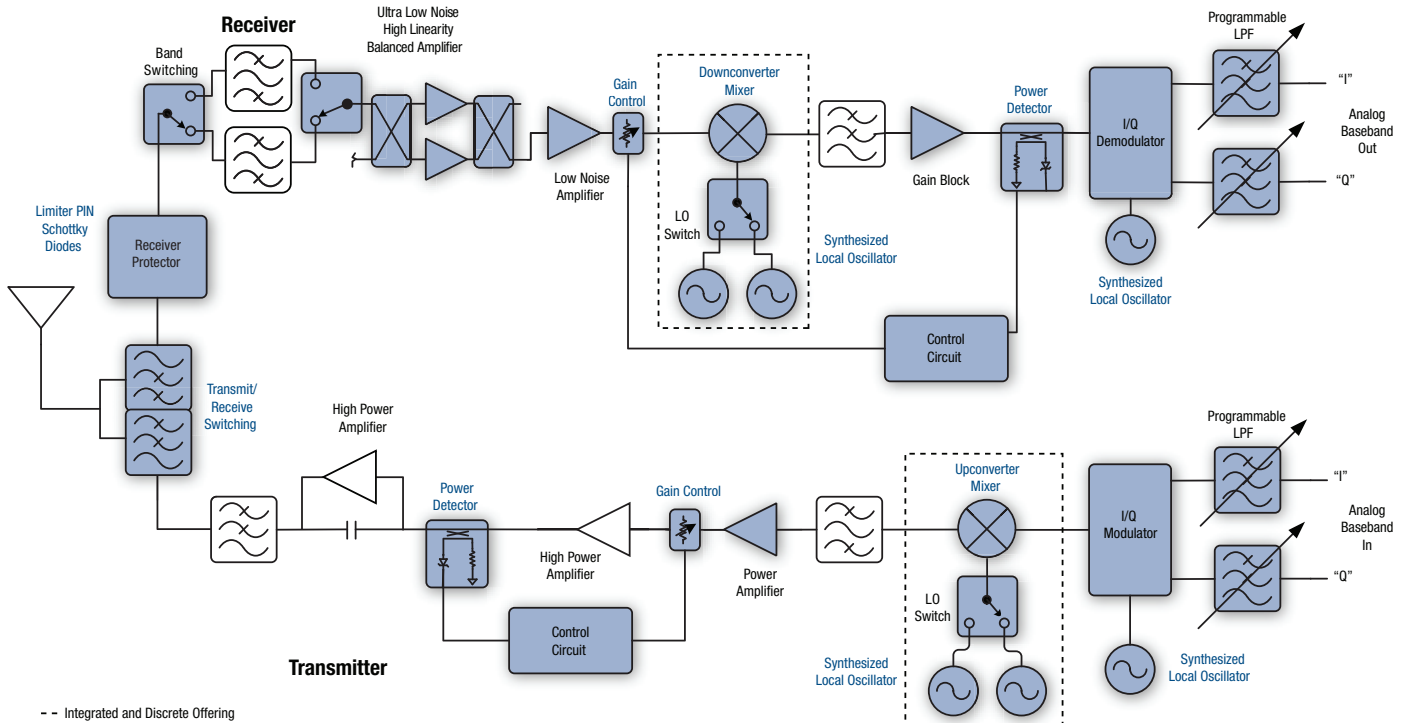 Receiver
Ultra Low Noise
High Linearity
Balanced Amplifier
Band
Switching
Gain
Control
Downconverter
Mixer
Power
Detector
Programmable
LPF
"I"
I/Q
Demodulator
Analog
Baseband
Out
"Q"
Low Noise
Amplifier
Gain Block
LO
Switch
Limiter PIN
Schottky
Diodes
Receiver
Protector
Synthesized
Local Oscillator
Synthesized
Local Oscillator
Control
Circuit
Transmit/
Receive
Switching
High Power
Amplifier
Power
Detector
Gain Control
Upconverter
Mixer
Programmable
LPF
"I"
I/Q
Modulator
Analog
Baseband
In
"Q"
High Power
Amplifier
Power
Amplifier
LO
Switch
Control
Circuit
Transmitter
Synthesized
Local Oscillator
Synthesized
Local Oscillator
-- Integrated and Discrete Offering